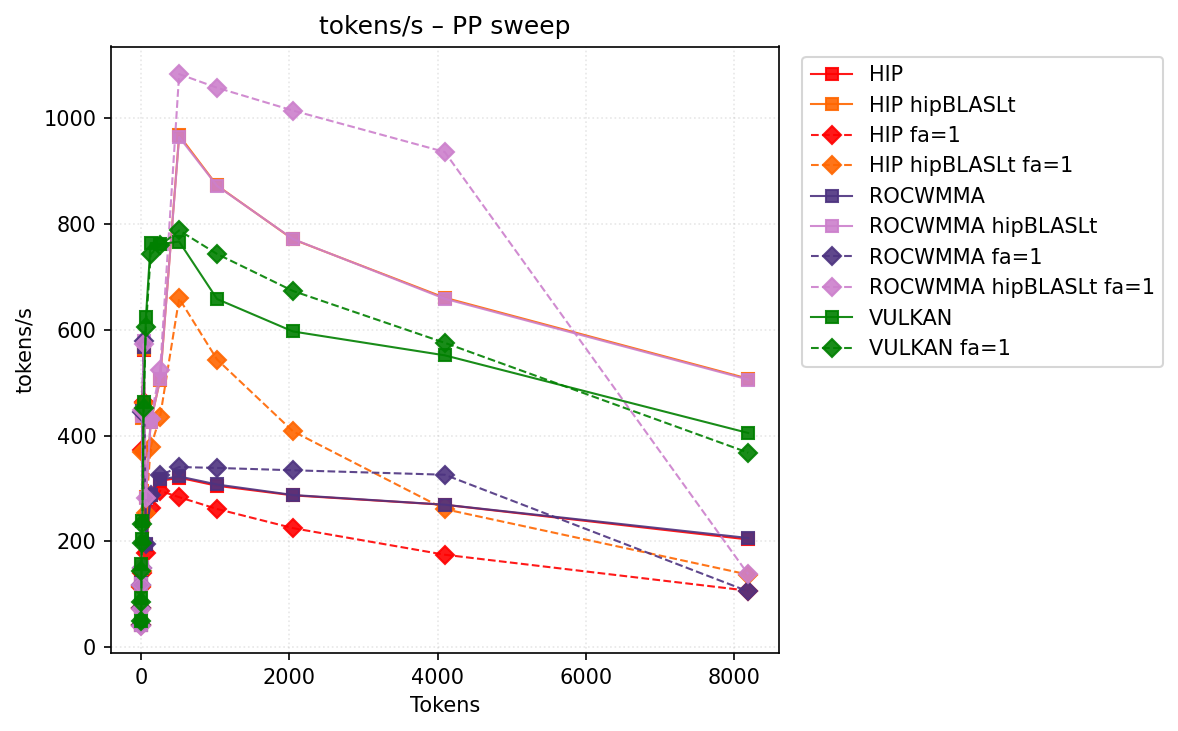 tokens/s – PP sweep
1000
800
600
400
200
0
tokens/s
0
2000
4000
6000
8000
Tokens
HIP
HIP hipBLASLt
HIP fa=1
HIP hipBLASLt fa=1
ROCWMMA
ROCWMMA hipBLASLt
ROCWMMA fa=1
ROCWMMA hipBLASLt fa=1
VULKAN
VULKAN fa=1